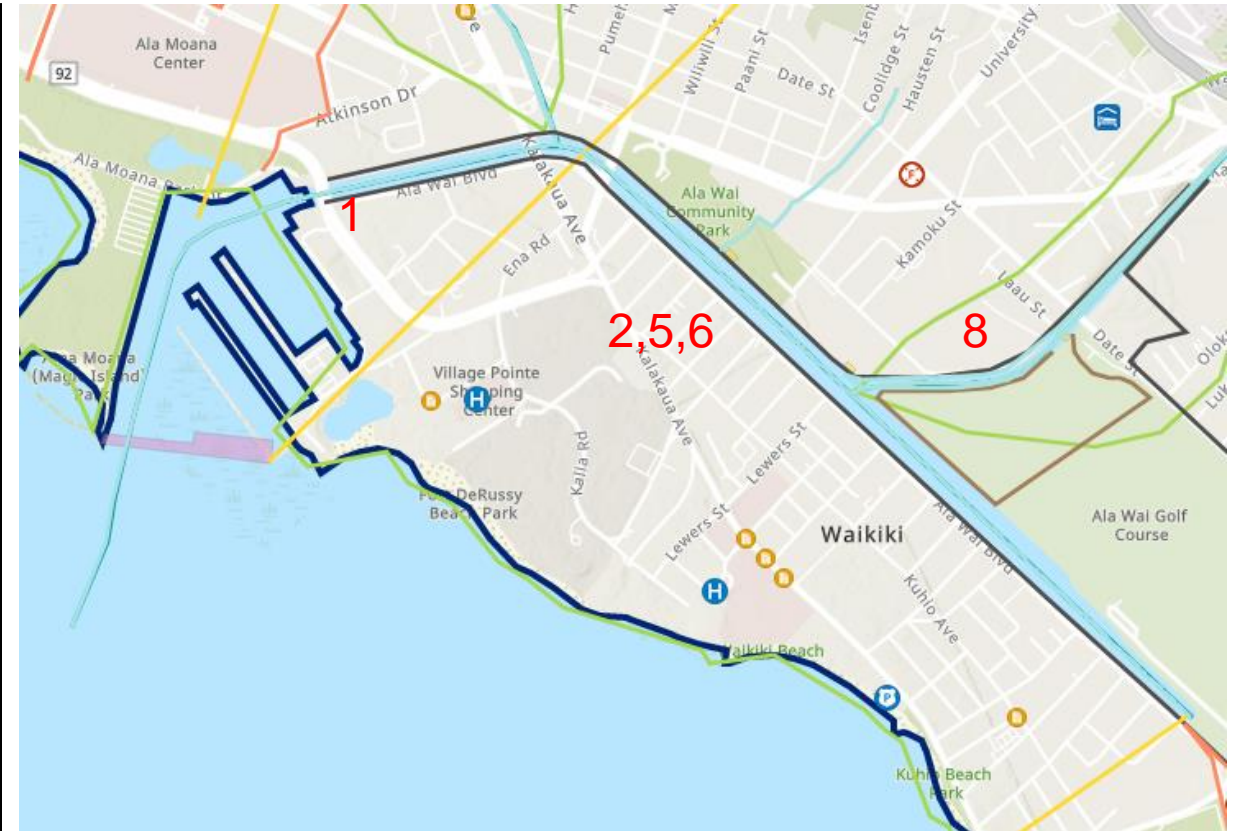 Ala Moana
Center
92
Atkinson Dr
Pumeh
Wiliwili St
Paani St
Date St
Isenb
Coolidge St
Hausten St
University
Ala Moana Park Dr
Ala Wai Blvd
1
Kalakaua Ave
Ena Rd
Ala Wai
Community
Park
F
Kamoku St
Laau St
8
Date St
2,5,6
Kalakaua Ave
(Magic Island)
Village Pointe
Shopping
Center
H
Kalia Rd
Lewers St
Fort DeRussy
Beach Park
Lewers St
Waikiki
Ala Wai Blvd
Ala Wai Golf
Course
H
Kuhio Ave
Waikiki Beach
P
Kuhio Beach
Park